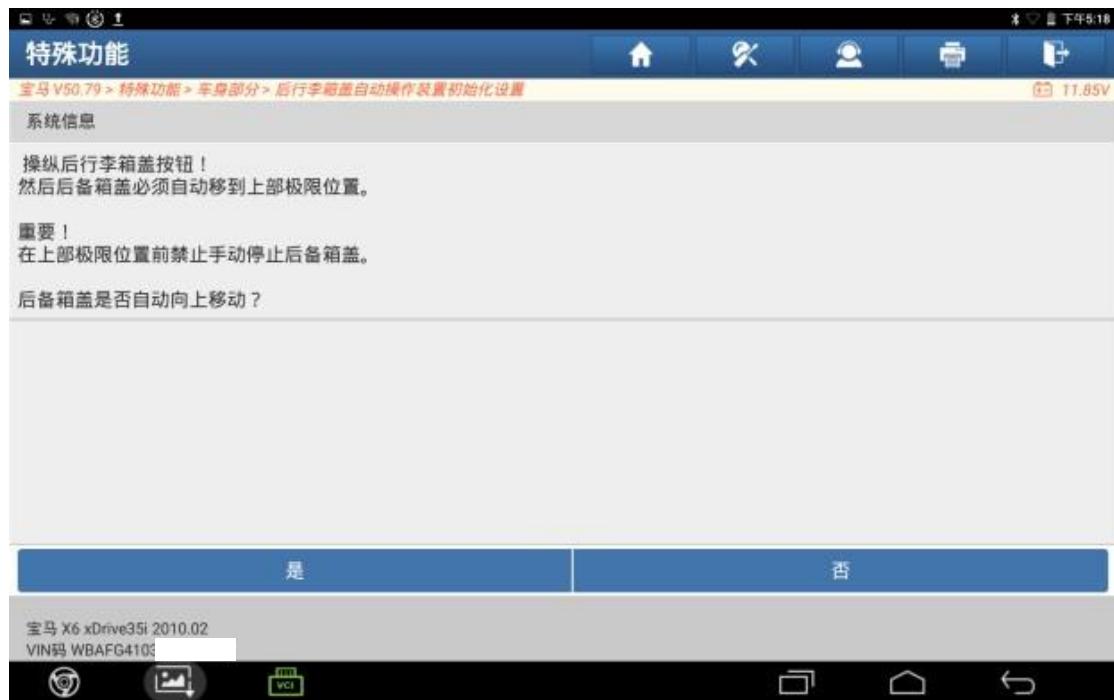 下午5:18
特殊功能
宝马 V50.79 > 特殊功能 > 车身部分 > 后行李箱盖自动操作装置初始化设置
11.85V
系统信息
操纵后行李箱盖按钮！
然后后备箱盖必须自动移到上部极限位置。
重要！
在上部极限位置前禁止手动停止后备箱盖。
后备箱盖是否自动向上移动？
是
否
宝马 X6 xDrive35i 2010.02
VIN码 WBAFG4103
VCI